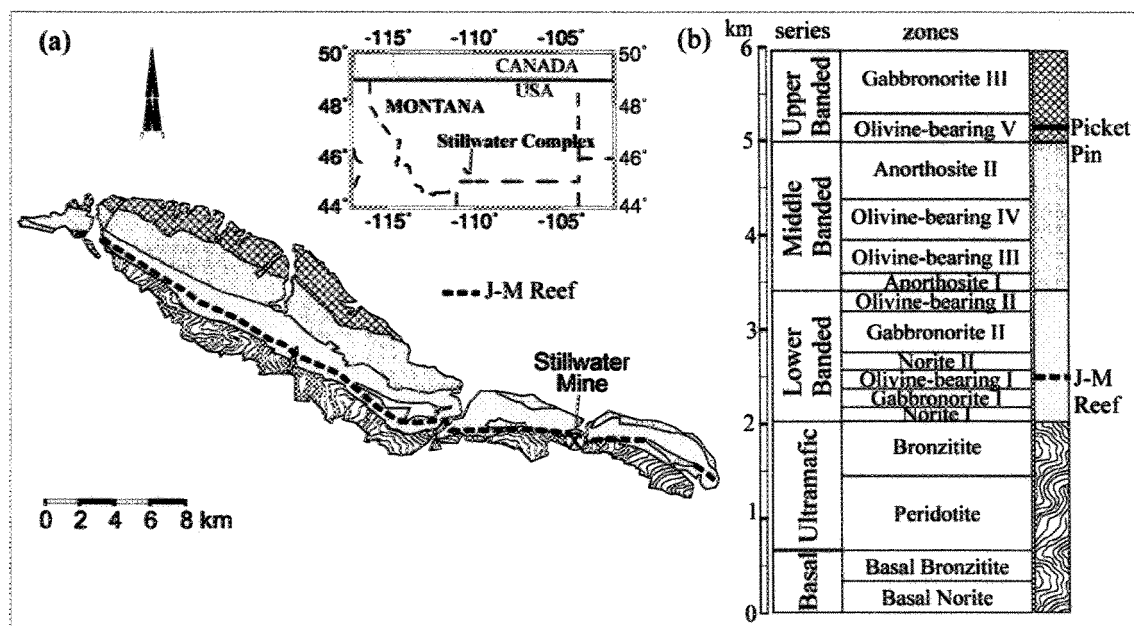 (a)
-115° -110° -105°
50° 50°
CANADA
USA
48° 48°
MONTANA
Stillwater Complex
46° 46°
44° 44°
-115° -110° -105°
J-M Reef
Stillwater
Mine
0 2 4 6 8 km
(b)
km series zones
6
Upper Banded
Gabbronorite III
Olivine-bearing V
Picket
Pin
5
Middle Banded
Anorthosite II
Olivine-bearing IV
4
Olivine-bearing III
Anorthosite I
Lower Banded
Olivine-bearing II
3
Gabbronorite II
Norite II
Olivine-bearing I
J-M
Reef
Gabbronorite I
Norite I
2
Ultramafic
Bronzitite
Peridotite
1
Basal
Basal Bronzitite
Basal Norite
0